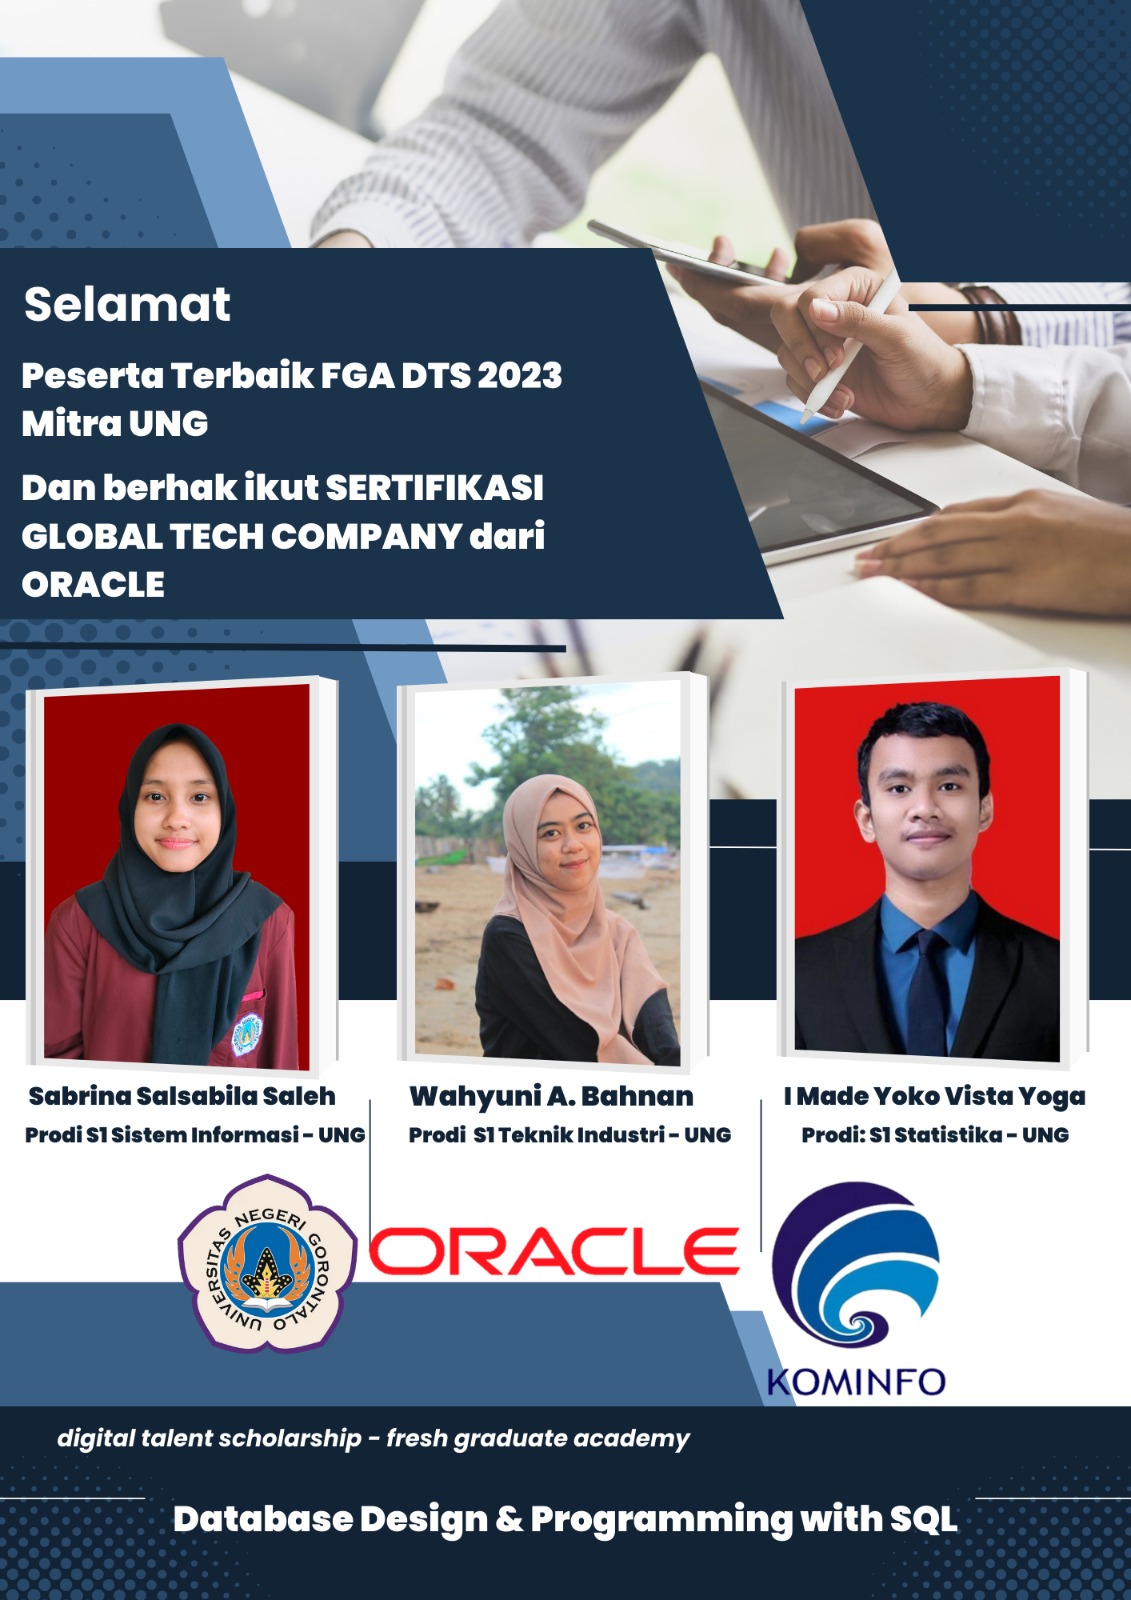 Selamat
Peserta Terbaik FGA DTS 2023
Mitra UNG
Dan berhak ikut SERTIFIKASI
GLOBAL TECH COMPANY dari
ORACLE
Sabrina Salsabila Saleh
Prodi S1 Sistem Informasi - UNG
Wahyuni A. Bahnan
Prodi S1 Teknik Industri - UNG
I Made Yoko Vista Yoga
Prodi: S1 Statistika - UNG
UNIVERSITAS NEGERI GORONTALO
ORACLE
KOMINFO
digital talent scholarship - fresh graduate academy
Database Design & Programming with SQL